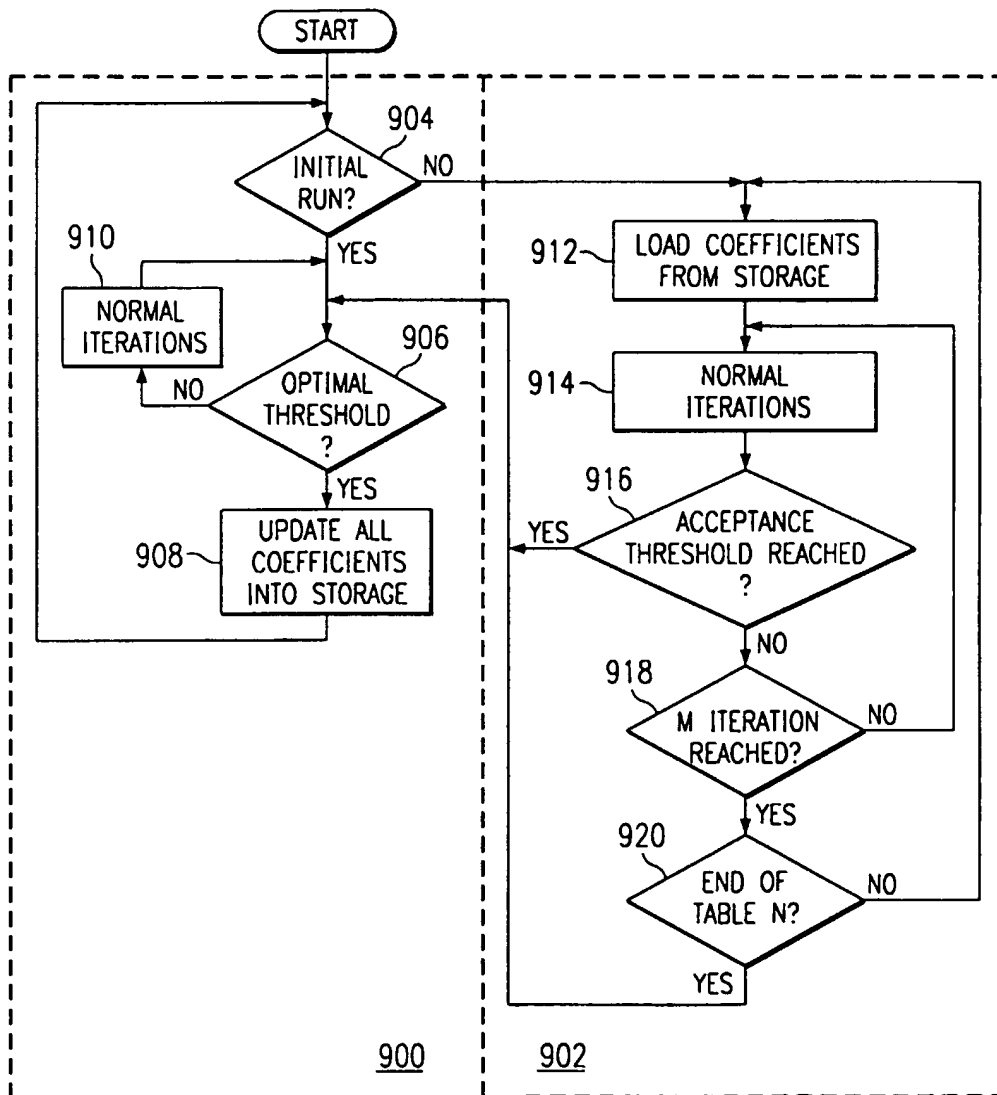 START
904
INITIAL
RUN?
NO
YES
910
NORMAL
ITERATIONS
906
OPTIMAL
THRESHOLD
?
NO
YES
908
UPDATE ALL
COEFFICIENTS
INTO STORAGE
912
LOAD COEFFICIENTS
FROM STORAGE
914
NORMAL
ITERATIONS
916
YES
ACCEPTANCE
THRESHOLD REACHED
?
NO
918
M ITERATION
REACHED?
NO
YES
920
END OF
TABLE N?
NO
YES
900
902